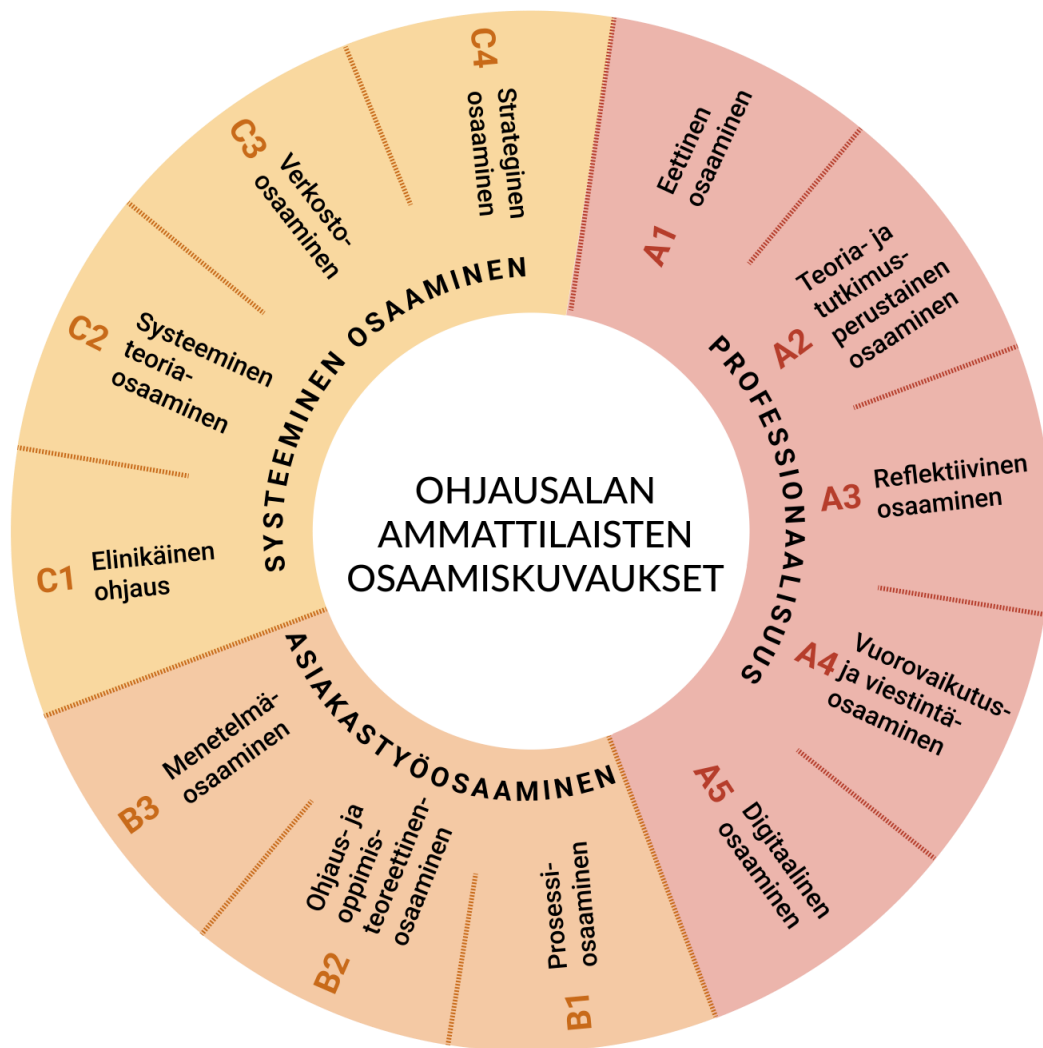 OHJAUSALAN
AMMATTILAISTEN
OSAAMISKUVAUKSET
PROFESSIONAALISUUS
A1
Eettinen
osaaminen
A2
Teoria- ja
tutkimus-
perustainen
osaaminen
A3
Reflektiivinen
osaaminen
A4
Vuorovaikutus-
ja viestintä-
osaaminen
A5
Digitaalinen
osaaminen
ASIAKASTYÖOSAAMINEN
B1
Prosessi-
osaaminen
B2
Ohjaus- ja
oppimis-
teoreettinen-
osaaminen
B3
Menetelmä-
osaaminen
SYSTEEMINEN OSAAMINEN
C1
Elinikäinen
ohjaus
C2
Systeeminen
teoria-
osaaminen
C3
Verkosto-
osaaminen
C4
Strateginen
osaaminen